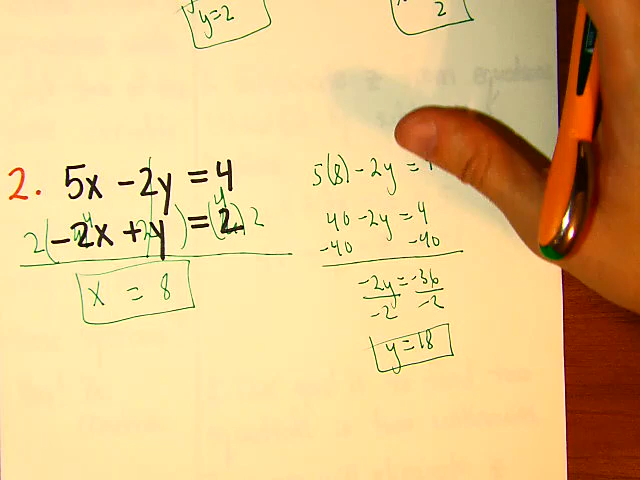 y=2
2
2. 5x - 2y = 4
2(-2x + y) = (2)2
x = 8
5(8) - 2y = 4
40 - 2y = 4
-40 -40
-2y = -36
-2 -2
y = 18